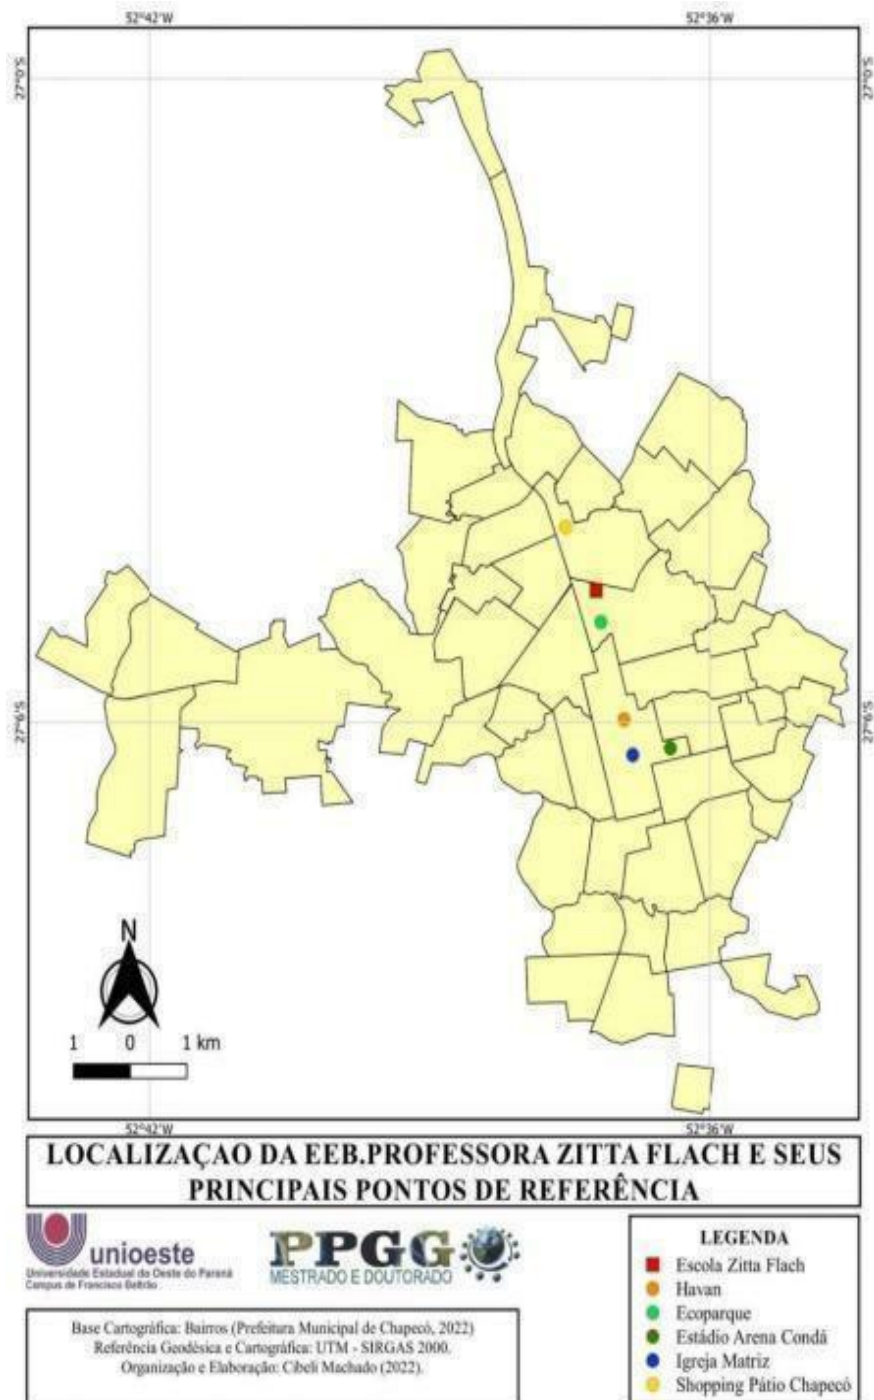 52°42'W 52°36'W
27°0'S 27°0'S
27°6'S 27°6'S
N
1 0 1 km
52°42'W 52°36'W
LOCALIZAÇAO DA EEB.PROFESSORA ZITTA FLACH E SEUS
PRINCIPAIS PONTOS DE REFERÊNCIA
unioeste
Universidade Estadual do Oeste do Paraná
Campus de Francisco Beltrão
PPGG
MESTRADO E DOUTORADO
Base Cartográfica: Bairros (Prefeitura Municipal de Chapecó, 2022)
Referência Geodésica e Cartográfica: UTM - SIRGAS 2000.
Organização e Elaboração: Cibeli Machado (2022).
LEGENDA
Escola Zitta Flach
Havan
Ecoparque
Estádio Arena Condá
Igreja Matriz
Shopping Pátio Chapecó